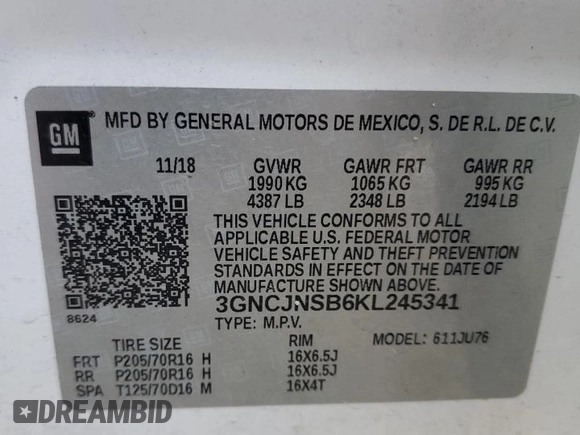 GM
MFD BY GENERAL MOTORS DE MEXICO, S. DE R.L. DE C.V.
11/18 GVWR GAWR FRT GAWR RR
1990 KG 1065 KG 995 KG
4387 LB 2348 LB 2194 LB
THIS VEHICLE CONFORMS TO ALL
APPLICABLE U.S. FEDERAL MOTOR
VEHICLE SAFETY AND THEFT PREVENTION
STANDARDS IN EFFECT ON THE DATE OF
MANUFACTURE SHOWN ABOVE.
8624
3GNCJNSB6KL245341
TYPE: M.P.V. MODEL: 611JU76
TIRE SIZE RIM
FRT P205/70R16 H 16X6.5J
RR P205/70R16 H 16X6.5J
SPA T125/70D16 M 16X4T
DREAMBID